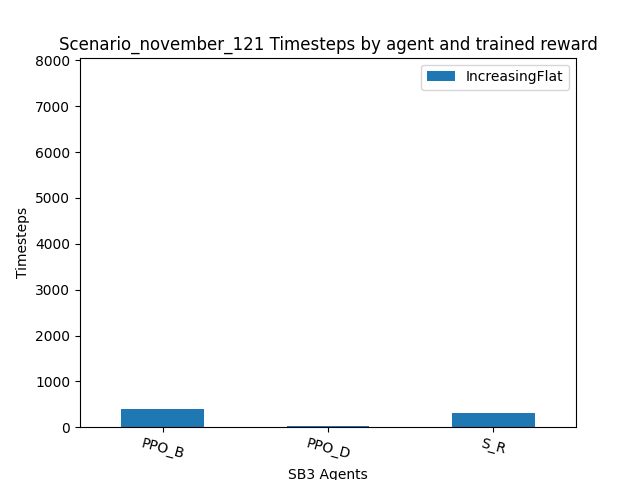 Scenario_november_121 Timesteps by agent and trained reward
IncreasingFlat
8000
7000
6000
5000
4000
3000
2000
1000
0
Timesteps
PPO_B
PPO_D
S_R
SB3 Agents